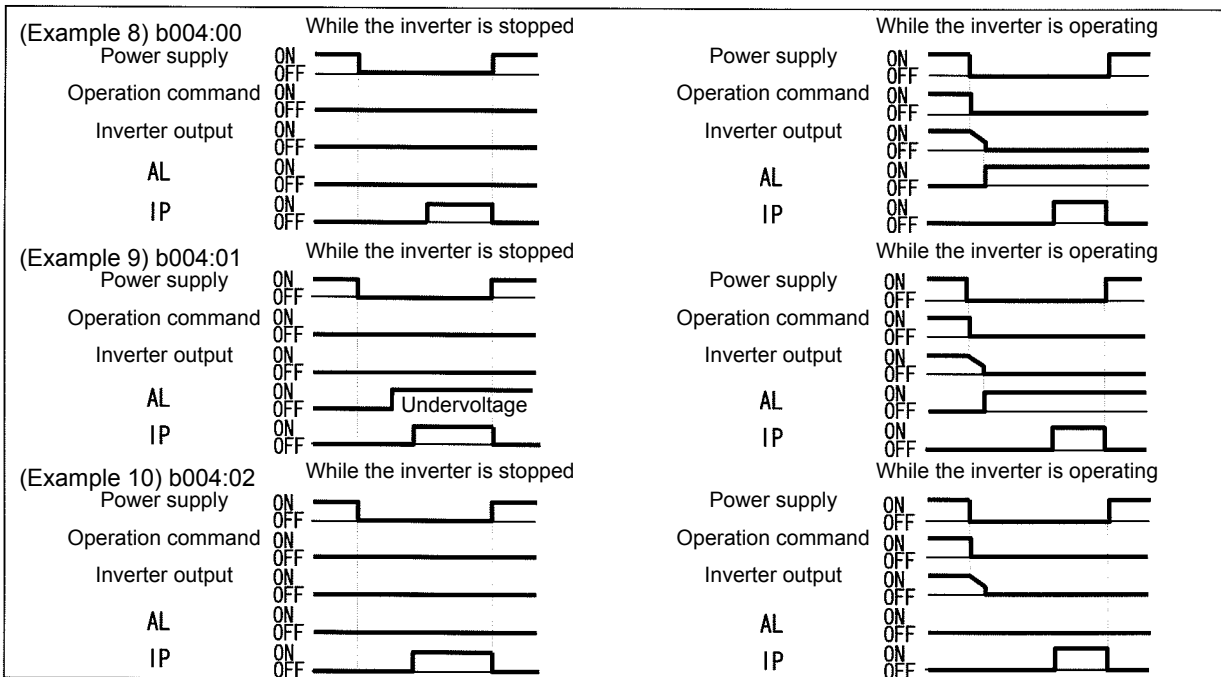 (Example 8) b004:00
While the inverter is stopped
Power supply ON OFF
Operation command ON OFF
Inverter output ON OFF
AL ON OFF
IP ON OFF
While the inverter is operating
Power supply ON OFF
Operation command ON OFF
Inverter output ON OFF
AL ON OFF
IP ON OFF
(Example 9) b004:01
While the inverter is stopped
Power supply ON OFF
Operation command ON OFF
Inverter output ON OFF
AL ON OFF Undervoltage
IP ON OFF
While the inverter is operating
Power supply ON OFF
Operation command ON OFF
Inverter output ON OFF
AL ON OFF
IP ON OFF
(Example 10) b004:02
While the inverter is stopped
Power supply ON OFF
Operation command ON OFF
Inverter output ON OFF
AL ON OFF
IP ON OFF
While the inverter is operating
Power supply ON OFF
Operation command ON OFF
Inverter output ON OFF
AL ON OFF
IP ON OFF